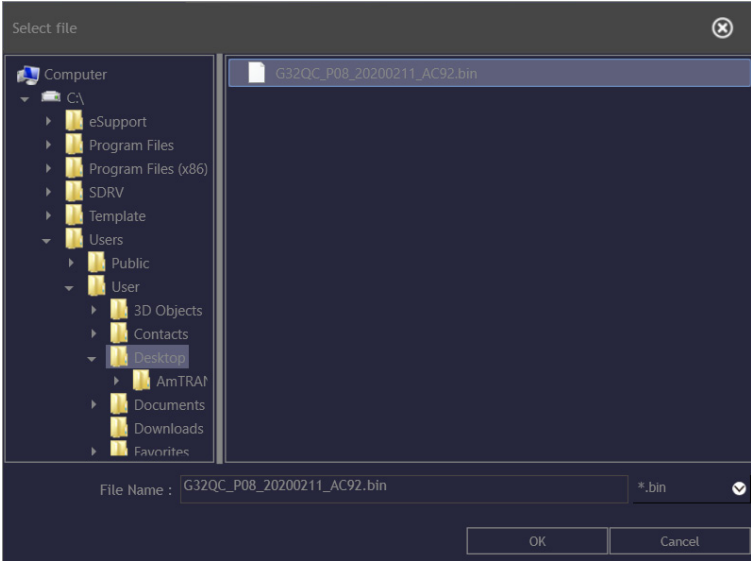 Select file
Computer
C:\
eSupport
Program Files
Program Files (x86)
SDRV
Template
Users
Public
User
3D Objects
Contacts
Desktop
AmTRAN
Documents
Downloads
Favorites
G32QC_P08_20200211_AC92.bin
File Name : G32QC_P08_20200211_AC92.bin *.bin
OK Cancel